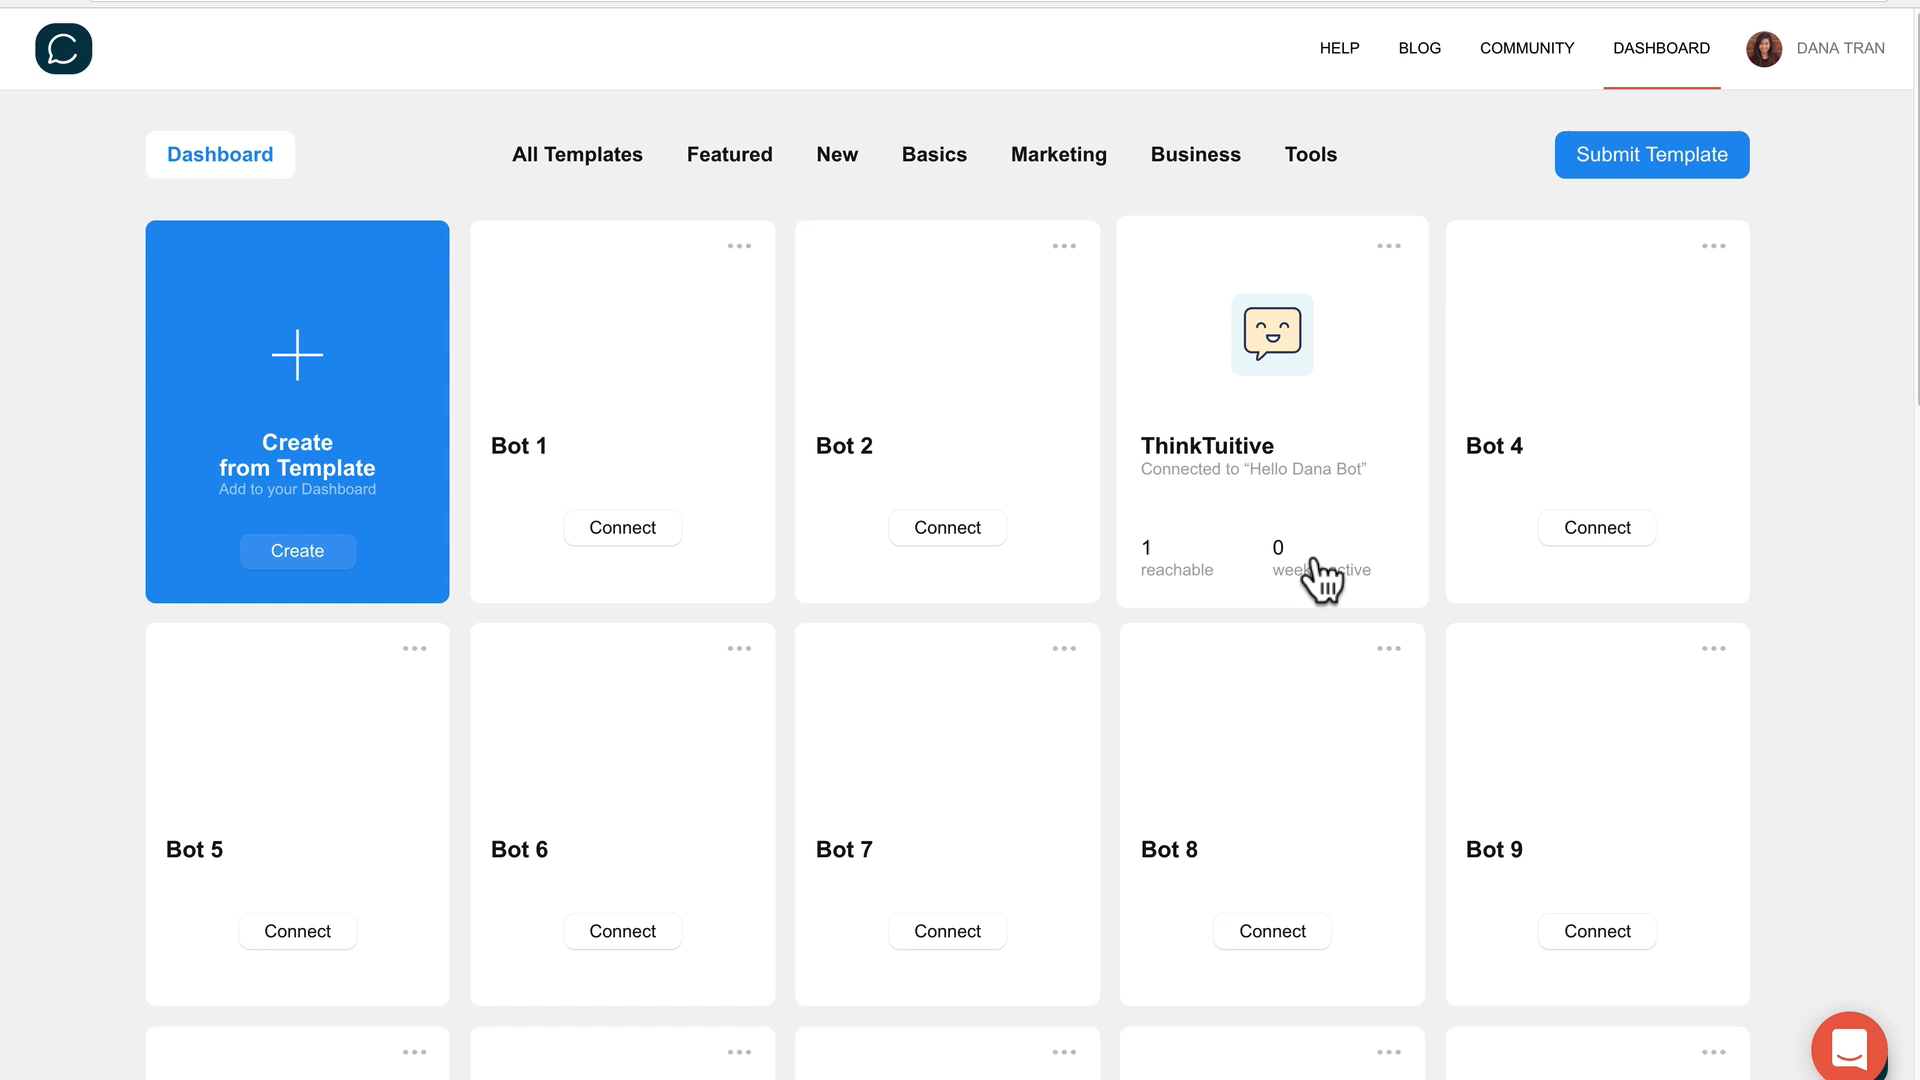 HELP
BLOG
COMMUNITY
DASHBOARD
DANA TRAN
Dashboard
All Templates
Featured
New
Basics
Marketing
Business
Tools
Submit Template
Create
from Template
Add to your Dashboard
Create
Bot 1
Connect
Bot 2
Connect
ThinkTuitive
Connected to “Hello Dana Bot”
1
reachable
0
Bot 4
Connect
Bot 5
Connect
Bot 6
Connect
Bot 7
Connect
Bot 8
Connect
Bot 9
Connect